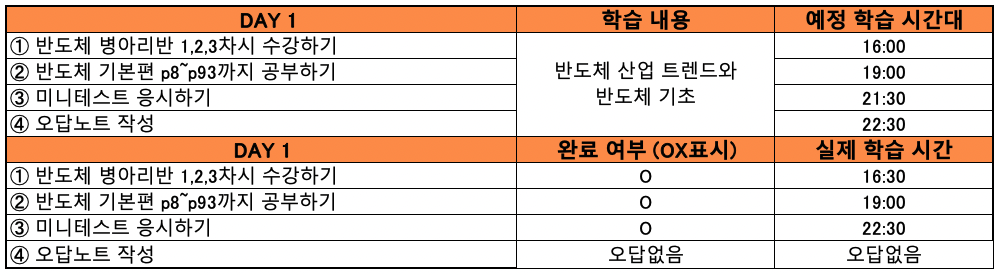 DAY 1 학습 내용 예정 학습 시간대
① 반도체 병아리반 1,2,3차시 수강하기 16:00
② 반도체 기본편 p8~p93까지 공부하기 반도체 산업 트렌드와 19:00
③ 미니테스트 응시하기 반도체 기초 21:30
④ 오답노트 작성 22:30
DAY 1 완료 여부 (OX표시) 실제 학습 시간
① 반도체 병아리반 1,2,3차시 수강하기 O 16:30
② 반도체 기본편 p8~p93까지 공부하기 O 19:00
③ 미니테스트 응시하기 O 22:30
④ 오답노트 작성 오답없음 오답없음